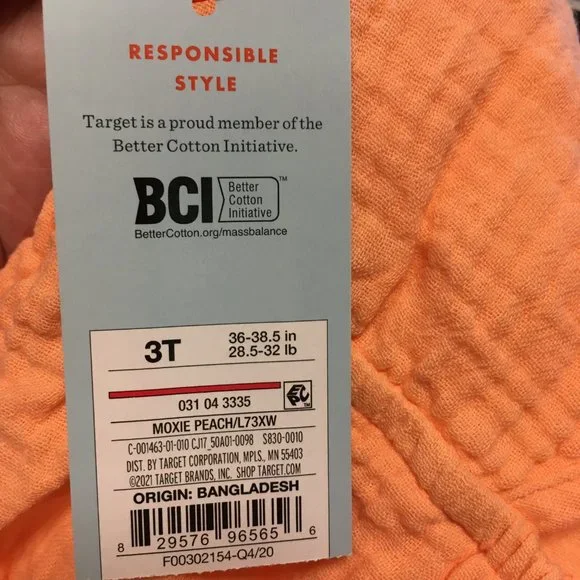 RESPONSIBLE
STYLE
Target is a proud member of the
Better Cotton Initiative.
BCI Better Cotton Initiative™
BetterCotton.org/massbalance
3T
36-38.5 in
28.5-32 lb
031 04 3335
EPC
MOXIE PEACH/L73XW
C-001463-01-010 CJ17_50A01-0098 S830-0010
DIST. BY TARGET CORPORATION, MPLS., MN 55403
©2021 TARGET BRANDS, INC. SHOP TARGET.COM
ORIGIN: BANGLADESH
8 29576 96565 6
F00302154-Q4/20